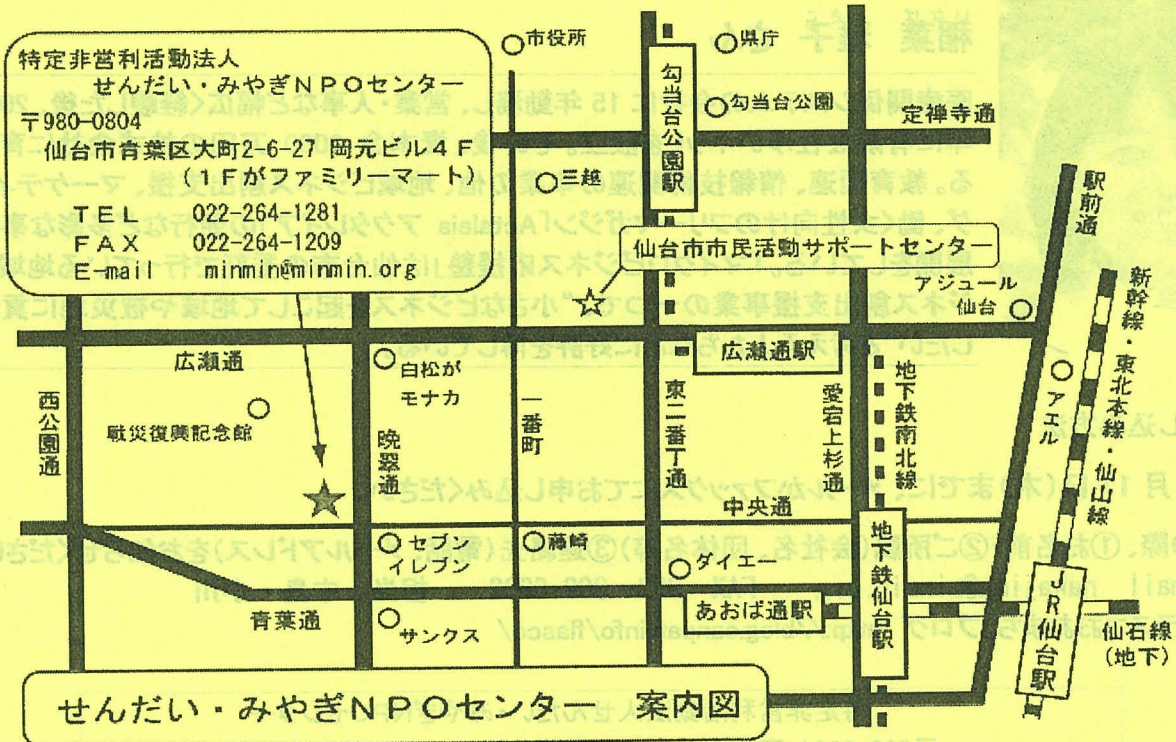 特定非営利活動法人
せんだい・みやぎNPOセンター
〒980-0804
仙台市青葉区大町2-6-27 岡元ビル4F
(1Fがファミリーマート)
TEL 022-264-1281
FAX 022-264-1209
E-mail minmin@minmin.org
市役所
県庁
勾当台公園駅
勾当台公園
定禅寺通
三越
駅前通
仙台市市民活動サポートセンター
アジュール
仙台
新幹線・東北本線・仙山線
広瀬通
白松が
モナカ
広瀬通駅
アエル
西公園通
戦災復興記念館
晩翠通
一番町
東二番丁通
愛宕上杉通
地下鉄南北線
中央通
セブン
イレブン
藤崎
ダイエー
地下鉄仙台駅
青葉通
サンクス
あおば通駅
JR仙台駅
仙石線
(地下)
せんだい・みやぎNPOセンター 案内図